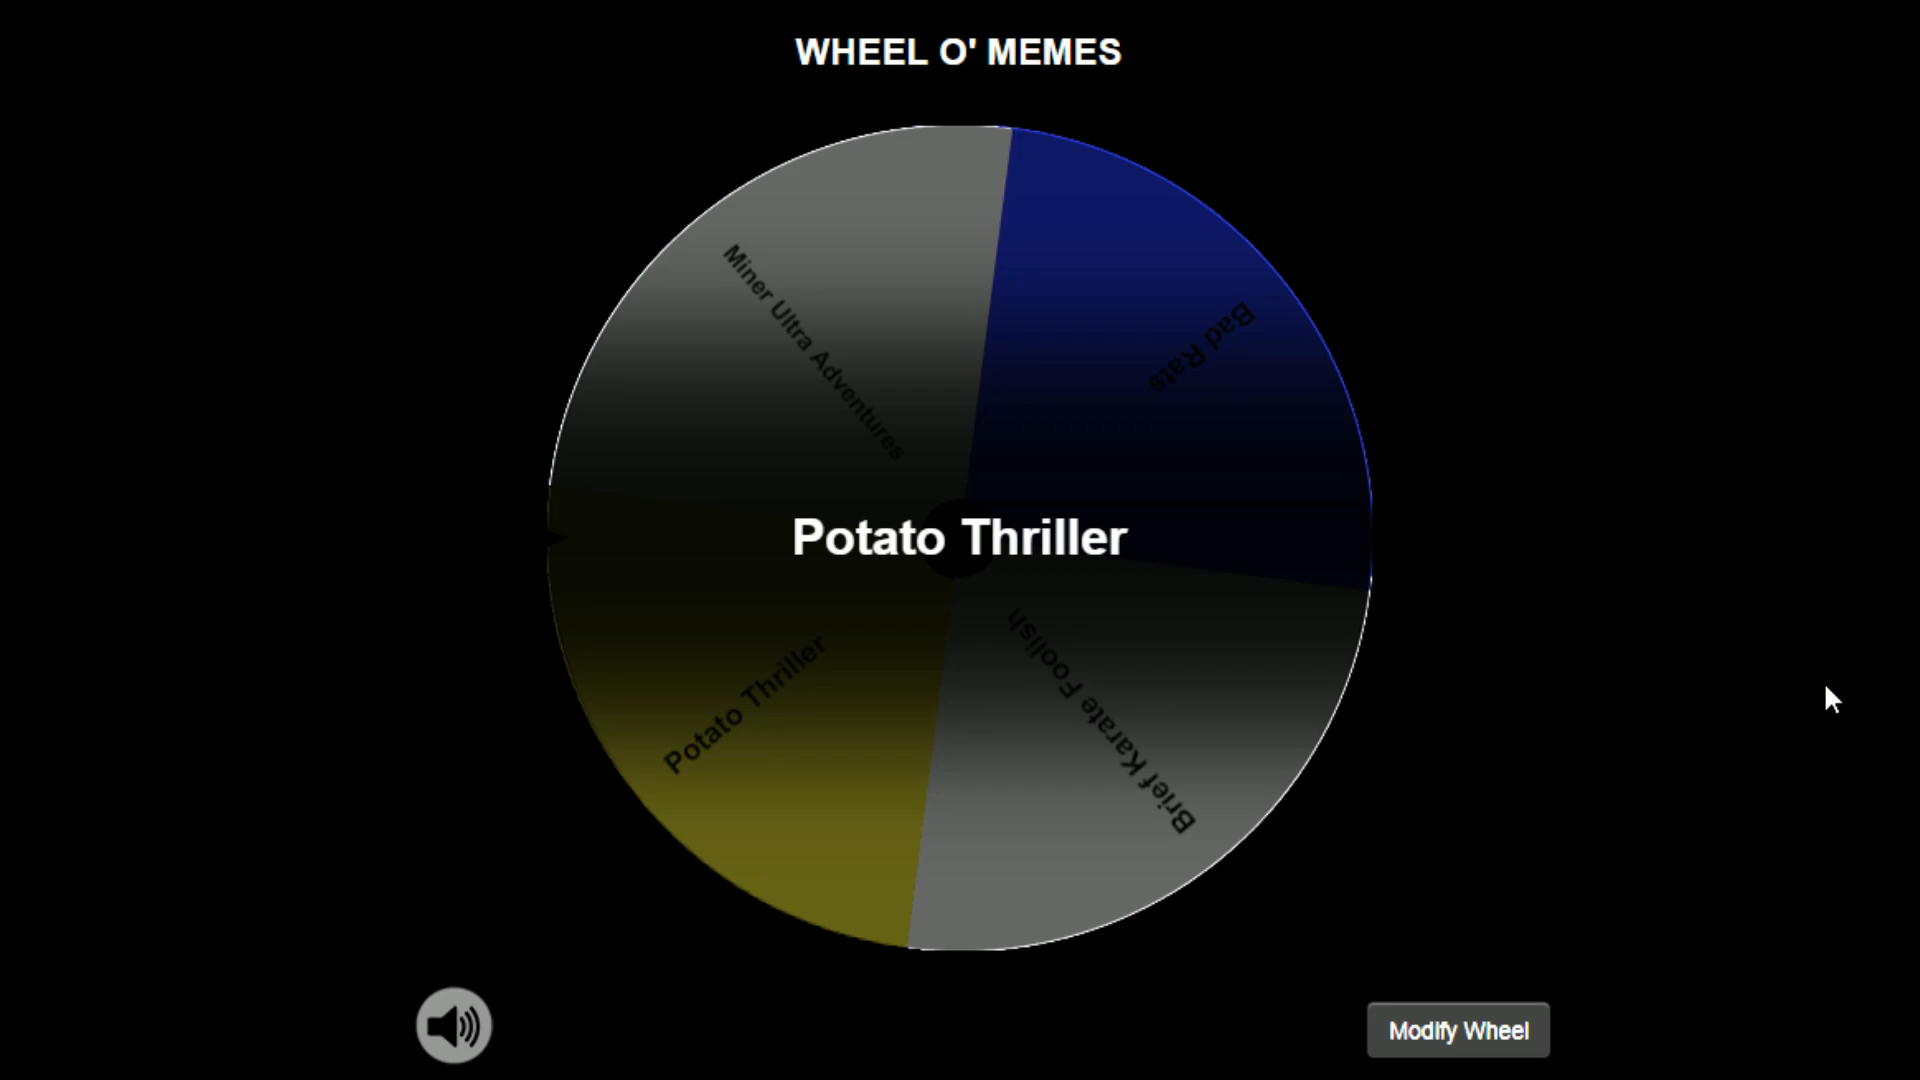 WHEEL O' MEMES
Miner Ultra Adventures
Bad Rats
Potato Thriller
Potato Thriller
Brief Karate Foolish
Modify Wheel